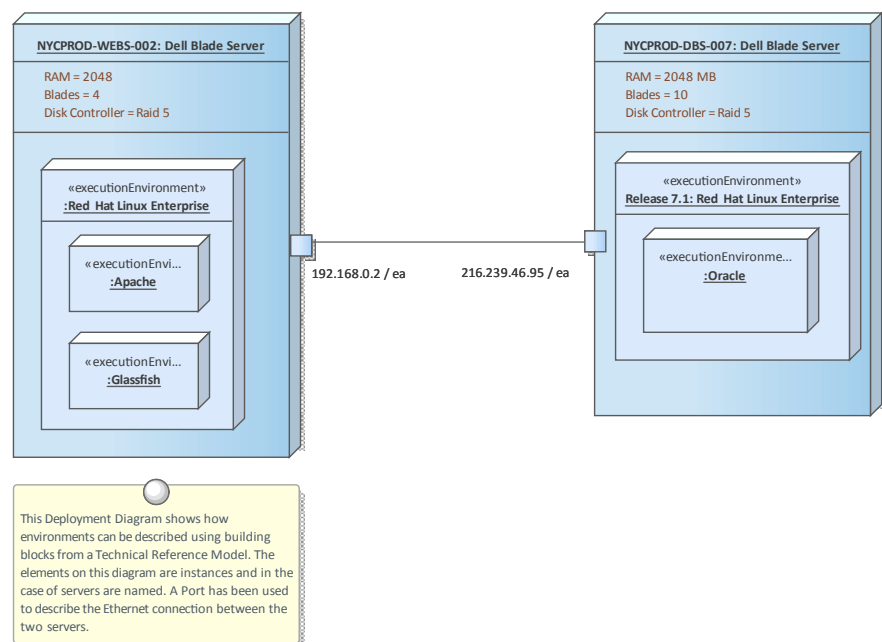 NYCPROD-WEBS-002: Dell Blade Server
RAM = 2048
Blades = 4
Disk Controller = Raid 5
«executionEnvironment»
:Red Hat Linux Enterprise
«executionEnvi...
:Apache
«executionEnvi...
:Glassfish
192.168.0.2 / ea
216.239.46.95 / ea
NYCPROD-DBS-007: Dell Blade Server
RAM = 2048 MB
Blades = 10
Disk Controller = Raid 5
«executionEnvironment»
Release 7.1: Red Hat Linux Enterprise
«executionEnvironme...
:Oracle
This Deployment Diagram shows how
environments can be described using building
blocks from a Technical Reference Model. The
elements on this diagram are instances and in the
case of servers are named. A Port has been used
to describe the Ethernet connection between the
two servers.